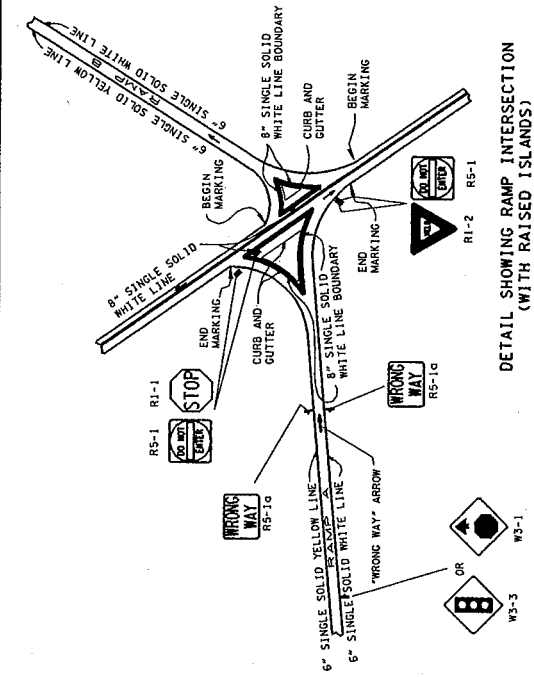 6" SINGLE SOLID WHITE LINE
RAMP B
6" SINGLE SOLID YELLOW LINE
8" SINGLE SOLID
WHITE LINE BOUNDARY
CURB AND
GUTTER
BEGIN
MARKING
BEGIN
MARKING
8" SINGLE SOLID
WHITE LINE
END
MARKING
CURB AND
GUTTER
R1-1
STOP
R5-1
DO NOT
ENTER
WRONG
WAY
R5-1a
8" SINGLE SOLID
WHITE LINE BOUNDARY
END
MARKING
DO NOT
ENTER
R5-1
YIELD
R1-2
WRONG
WAY
R5-1a
6" SINGLE SOLID YELLOW LINE
RAMP A
6" SINGLE SOLID WHITE LINE
"WRONG WAY" ARROW
W3-3
OR
W3-1
DETAIL SHOWING RAMP INTERSECTION
(WITH RAISED ISLANDS)